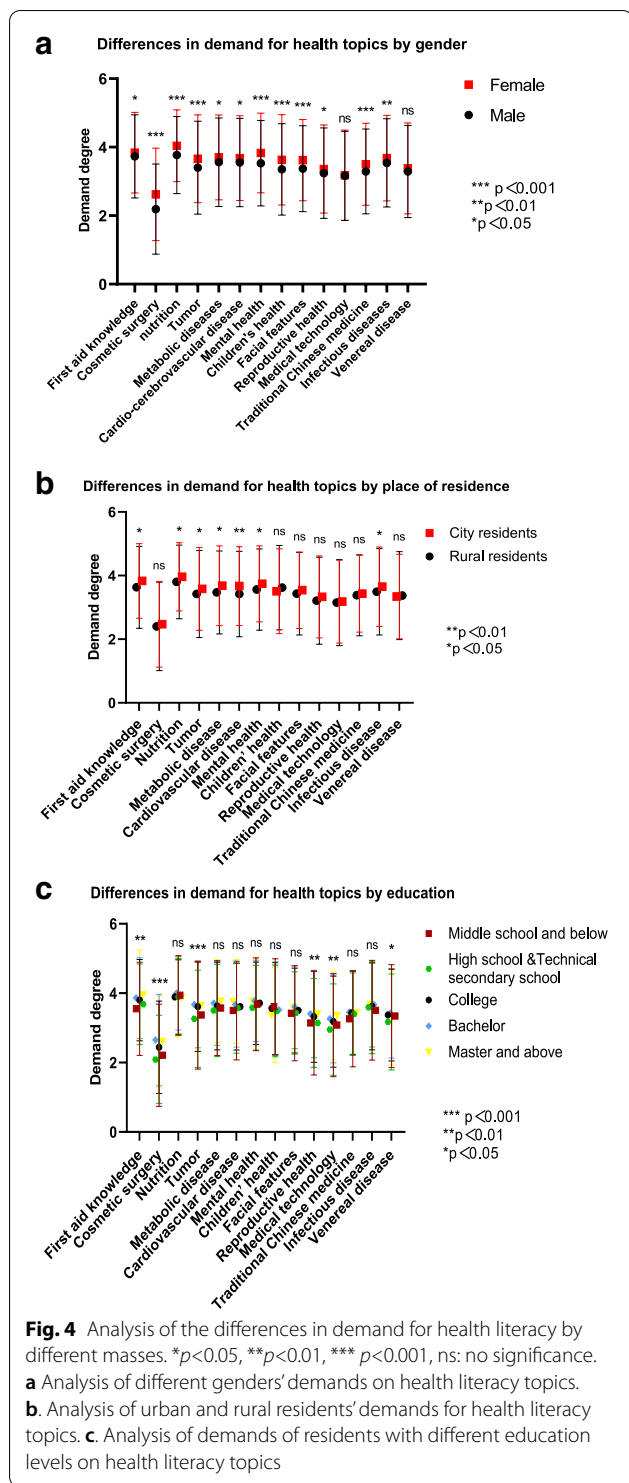 a Differences in demand for health topics by gender
Demand degree
6
4
2
0
* *** *** *** * * *** *** *** * ns *** ** ns
Female
Male
*** p<0.001
**p<0.01
*p<0.05
First aid knowledge
Cosmetic surgery
nutrition
Tumor
Metabolic diseases
Cardio-cerebrovascular disease
Mental health
Children's health
Facial features
Reproductive health
Medical technology
Traditional Chinese medicine
Infectious diseases
Venereal disease
b Differences in demand for health topics by place of residence
Demand degree
6
4
2
0
* ns * * * ** * ns ns ns ns ns * ns
City residents
Rural residents
**p<0.01
*p<0.05
First aid knowledge
Cosmetic surgery
Nutrition
Tumor
Metabolic disease
Cardiovascular disease
Mental health
Children' health
Facial features
Reproductive health
Medical technology
Traditional Chinese medicine
Infectious disease
Venereal disease
c Differences in demand for health topics by education
Demand degree
6
4
2
0
** *** ns *** ns ns ns ns ns ** ** ns ns *
Middle school and below
High school &Technical
secondary school
College
Bachelor
Master and above
*** p<0.001
**p<0.01
*p<0.05
First aid knowledge
Cosmetic surgery
Nutrition
Tumor
Metabolic disease
Cardiovascular disease
Mental health
Children' health
Facial features
Reproductive health
Medical technology
Traditional Chinese medicine
Infectious disease
Venereal disease
Fig. 4 Analysis of the differences in demand for health literacy by
different masses. *p<0.05, **p<0.01, *** p<0.001, ns: no significance.
a Analysis of different genders' demands on health literacy topics.
b. Analysis of urban and rural residents' demands for health literacy
topics. c. Analysis of demands of residents with different education
levels on health literacy topics